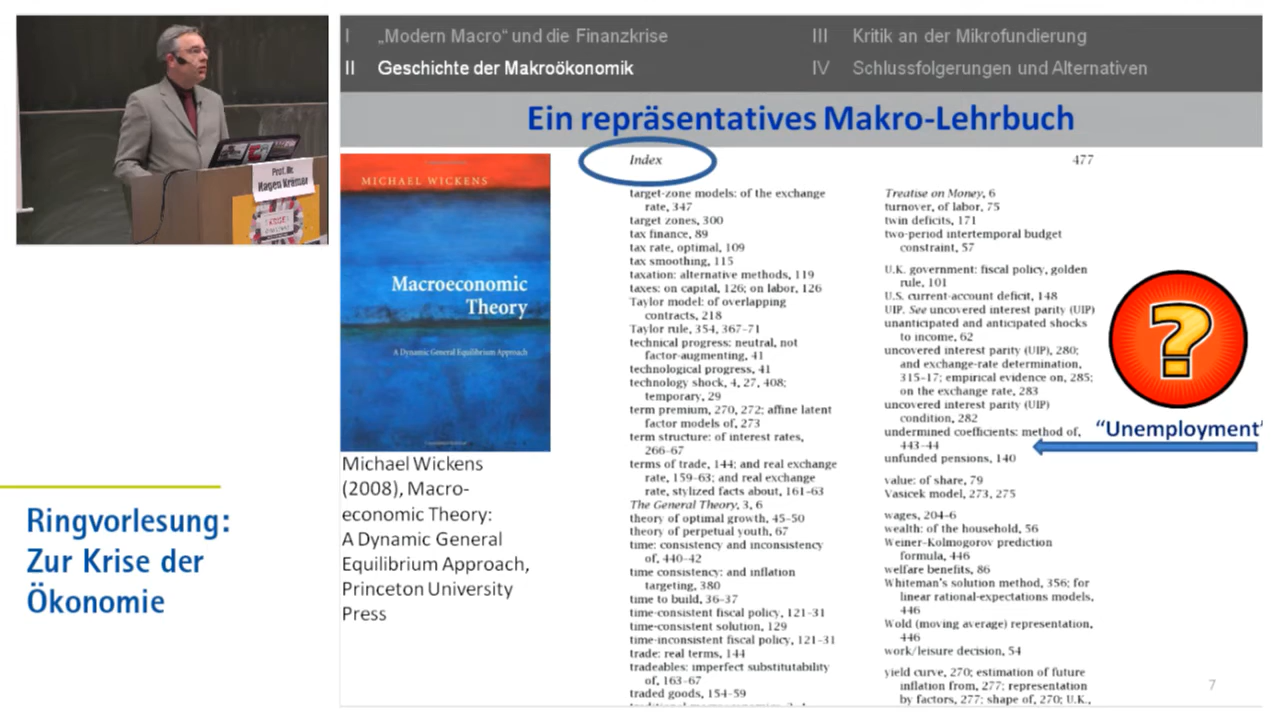 Prof. Dr.
Hagen Krämer
Ringvorlesung:
Zur Krise der
Ökonomie
I „Modern Macro“ und die Finanzkrise
II Geschichte der Makroökonomik
III Kritik an der Mikrofundierung
IV Schlussfolgerungen und Alternativen
Ein repräsentatives Makro-Lehrbuch
MICHAEL WICKENS
Macroeconomic
Theory
A Dynamic General Equilibrium Approach
Michael Wickens
(2008), Macro-
economic Theory:
A Dynamic General
Equilibrium Approach,
Princeton University
Press
Index
477
target-zone models: of the exchange
rate, 347
target zones, 300
tax finance, 89
tax rate, optimal, 109
tax smoothing, 115
taxation: alternative methods, 119
taxes: on capital, 126; on labor, 126
Taylor model: of overlapping
contracts, 218
Taylor rule, 354, 367–71
technical progress: neutral, not
factor-augmenting, 41
technological progress, 41
technology shock, 4, 27, 408;
temporary, 29
term premium, 270, 272; affine latent
factor models of, 273
term structure: of interest rates,
266–67
terms of trade, 144; and real exchange
rate, 159–63; and real exchange
rate, stylized facts about, 161–63
The General Theory, 3, 6
theory of optimal growth, 45–50
theory of perpetual youth, 67
time: consistency and inconsistency
of, 440–42
time consistency: and inflation
targeting, 380
time to build, 36–37
time-consistent fiscal policy, 121–31
time-consistent solution, 129
time-inconsistent fiscal policy, 121–31
trade: real terms, 144
tradeables: imperfect substitutability
of, 163–67
traded goods, 154–59
Treatise on Money, 6
turnover, of labor, 75
twin deficits, 171
two-period intertemporal budget
constraint, 57
U.K. government: fiscal policy, golden
rule, 101
U.S. current-account deficit, 148
UIP. See uncovered interest parity (UIP)
unanticipated and anticipated shocks
to income, 62
uncovered interest parity (UIP), 280;
and exchange-rate determination,
315–17; empirical evidence on, 285;
on the exchange rate, 283
uncovered interest parity (UIP)
condition, 282
undermined coefficients: method of,
443–44
unfunded pensions, 140
value: of share, 79
Vasicek model, 273, 275
wages, 204–6
wealth: of the household, 56
Weiner-Kolmogorov prediction
formula, 446
welfare benefits, 86
Whiteman's solution method, 356; for
linear rational-expectations models,
446
Wold (moving average) representation,
446
work/leisure decision, 54
yield curve, 270; estimation of future
inflation from, 277; representation
by factors, 277; shape of, 270; U.K.,
?
“Unemployment”
7